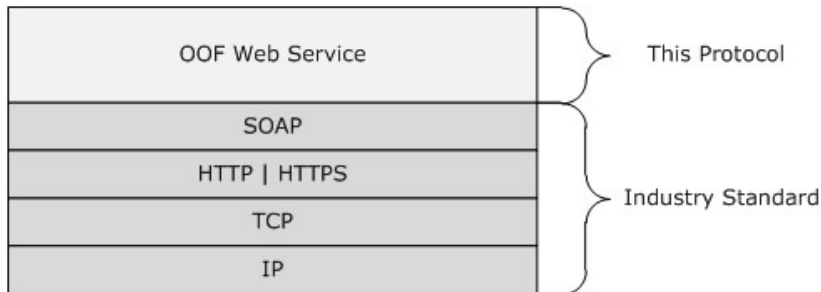 OOF Web Service
This Protocol
SOAP
HTTP | HTTPS
Industry Standard
TCP
IP